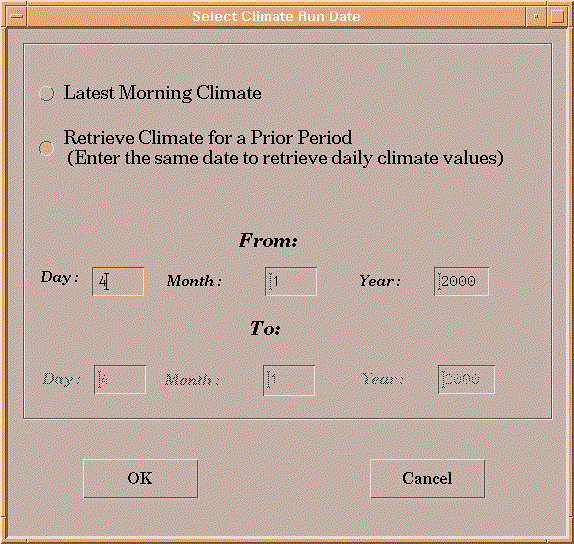 Select Climate Run Date
Latest Morning Climate
Retrieve Climate for a Prior Period
(Enter the same date to retrieve daily climate values)
From:
Day: 4 Month: 1 Year: 2000
To:
Day: 4 Month: 1 Year: 2000
OK Cancel